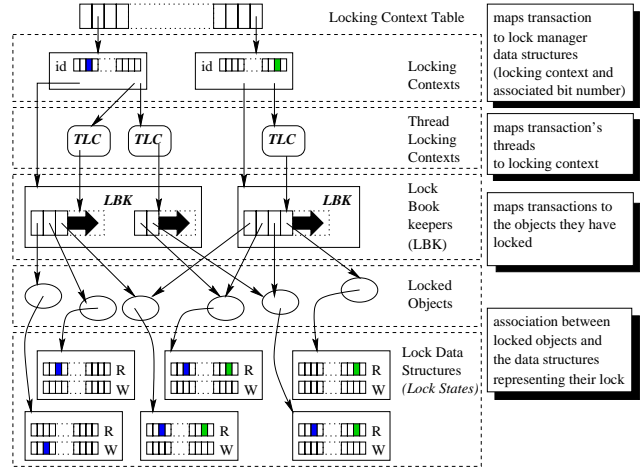 Locking Context Table
maps transaction
to lock manager
data structures
(locking context and
associated bit number)
id
id
Locking
Contexts
Thread
Locking
Contexts
TLC
TLC
TLC
maps transaction's
threads
to locking context
LBK
LBK
Lock
Book
keepers
(LBK)
maps transactions to
the objects they have
locked
Locked
Objects
association between
locked objects and
the data structures
representing their lock
Lock Data
Structures
(Lock States)
R
W
R
W
R
W
R
W
R
W
R
W